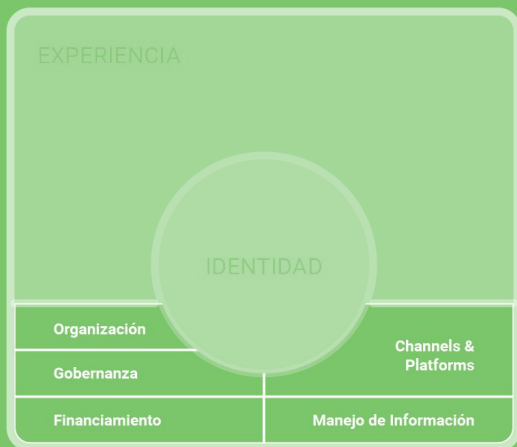 EXPERIENCIA
IDENTIDAD
Organización
Gobernanza
Financiamiento
Channels &
Platforms
Manejo de Información